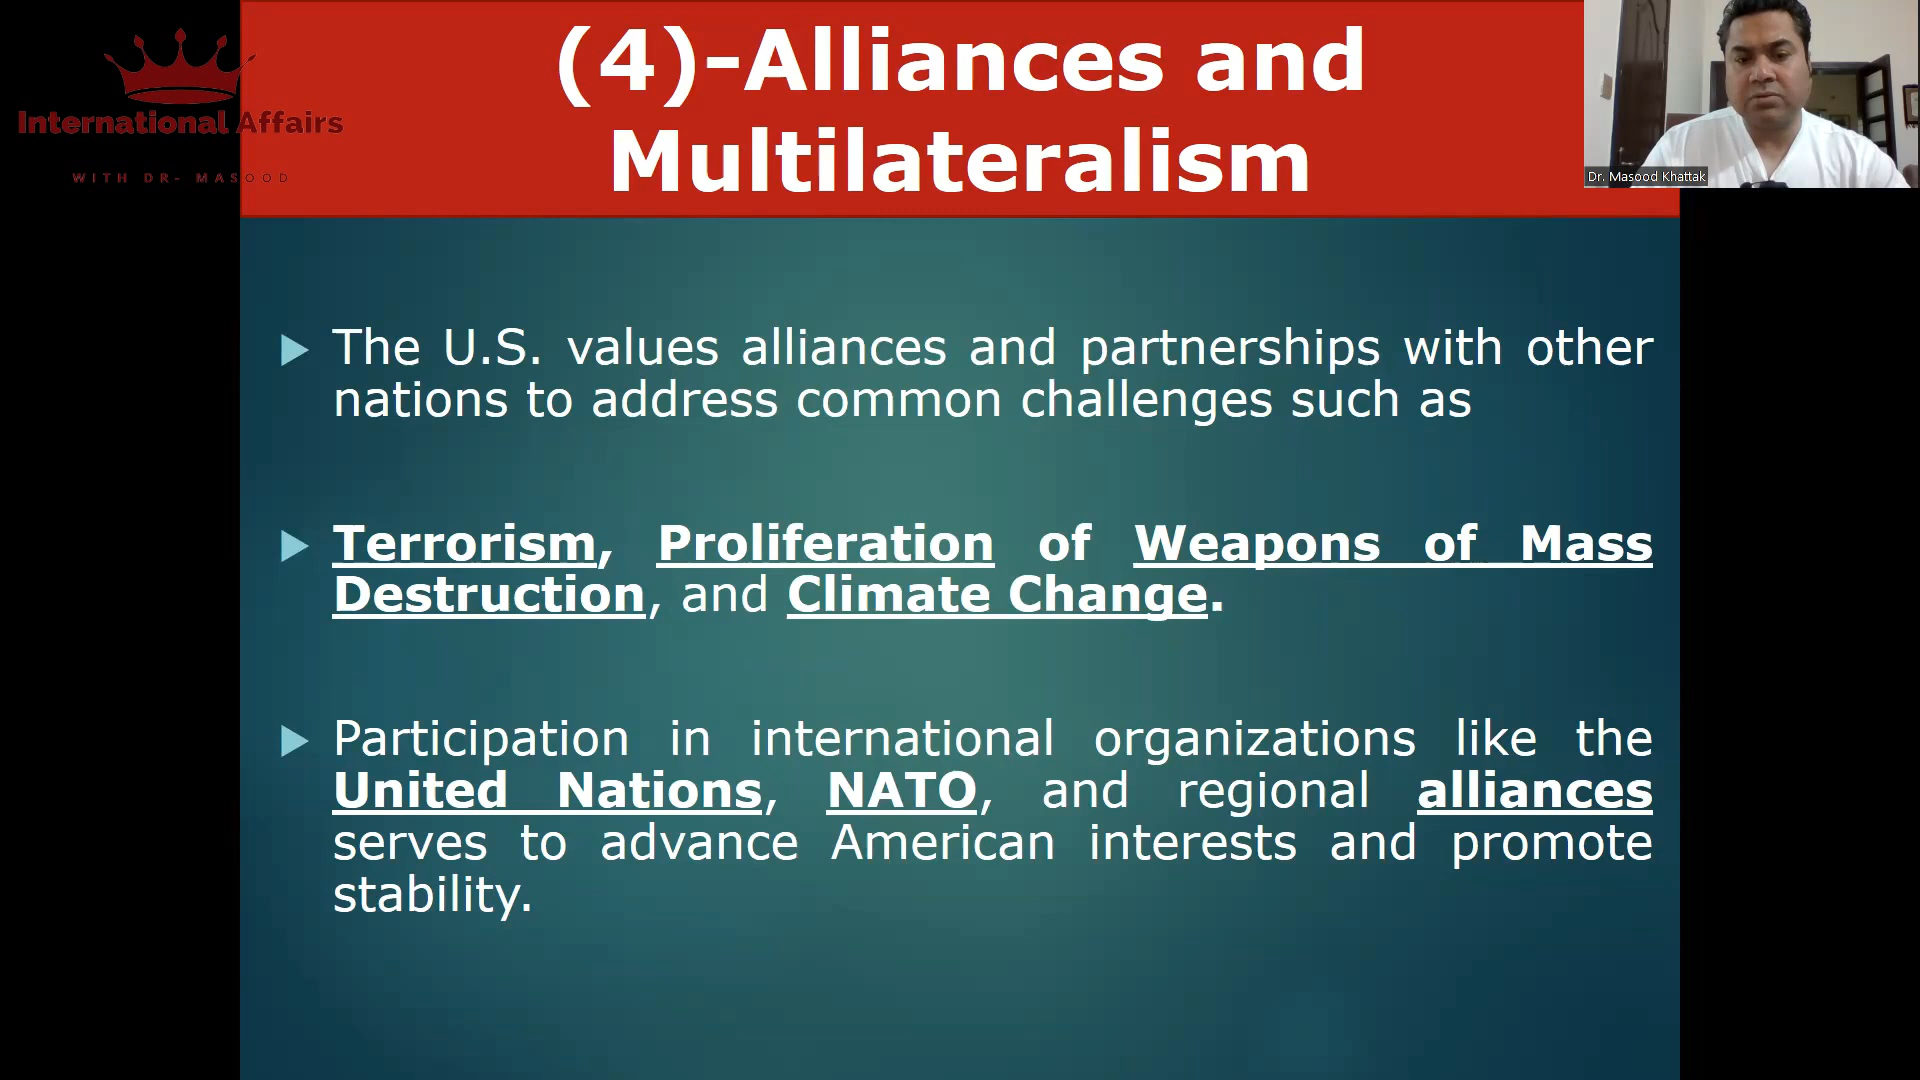 International Affairs
WITH DR- MASOOD
(4)-Alliances and
Multilateralism
Dr. Masood Khattak
The U.S. values alliances and partnerships with other
nations to address common challenges such as
Terrorism, Proliferation of Weapons of Mass
Destruction, and Climate Change.
Participation in international organizations like the
United Nations, NATO, and regional alliances
serves to advance American interests and promote
stability.